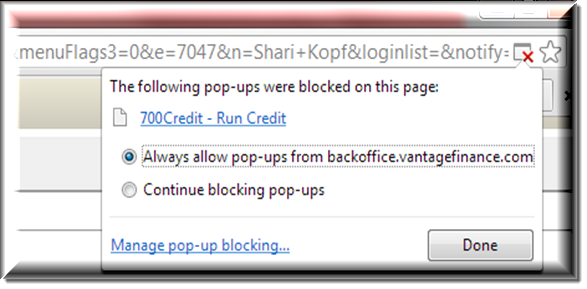 menuFlags3=0&e=7047&n=Shari+Kopf&loginlist=&notify=
The following pop-ups were blocked on this page:
700Credit - Run Credit
Always allow pop-ups from backoffice.vantagefinance.com
Continue blocking pop-ups
Manage pop-up blocking...
Done